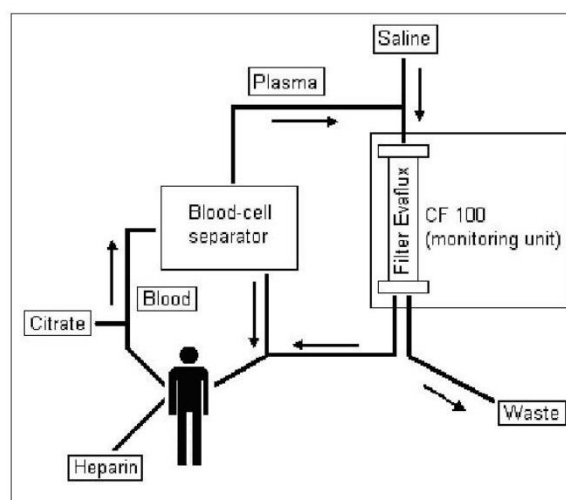 Saline
Plasma
Filter Evaflux
CF 100
(monitoring unit)
Blood-cell
separator
Blood
Citrate
Waste
Heparin